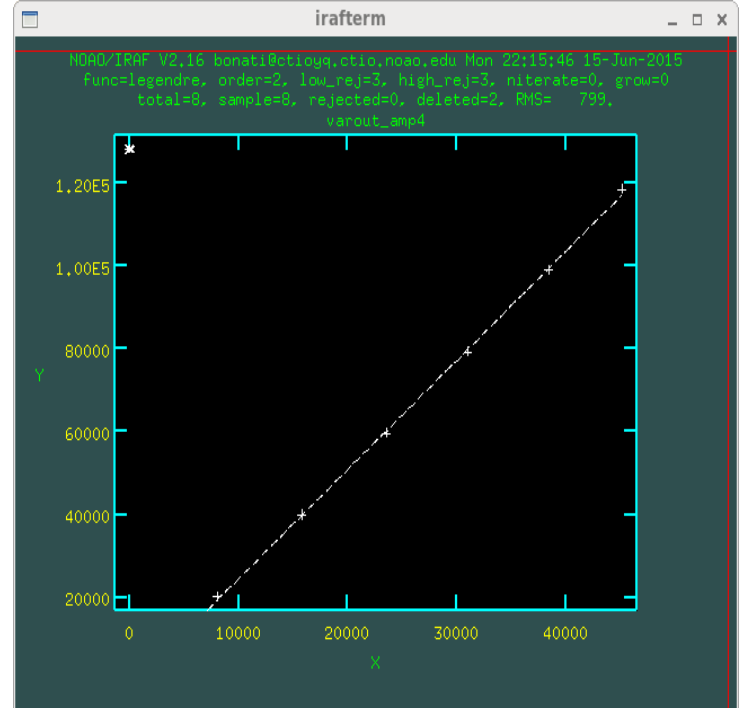 irafterm
NOAO/IRAF V2.16 bonati@ctioyq.ctio.noao.edu Mon 22:15:46 15-Jun-2015
func=legendre, order=2, low_rej=3, high_rej=3, niterate=0, grow=0
total=8, sample=8, rejected=0, deleted=2, RMS= 799.
varout_amp4
1.20E5
1.00E5
80000
Y
60000
40000
20000
0 10000 20000 30000 40000
X